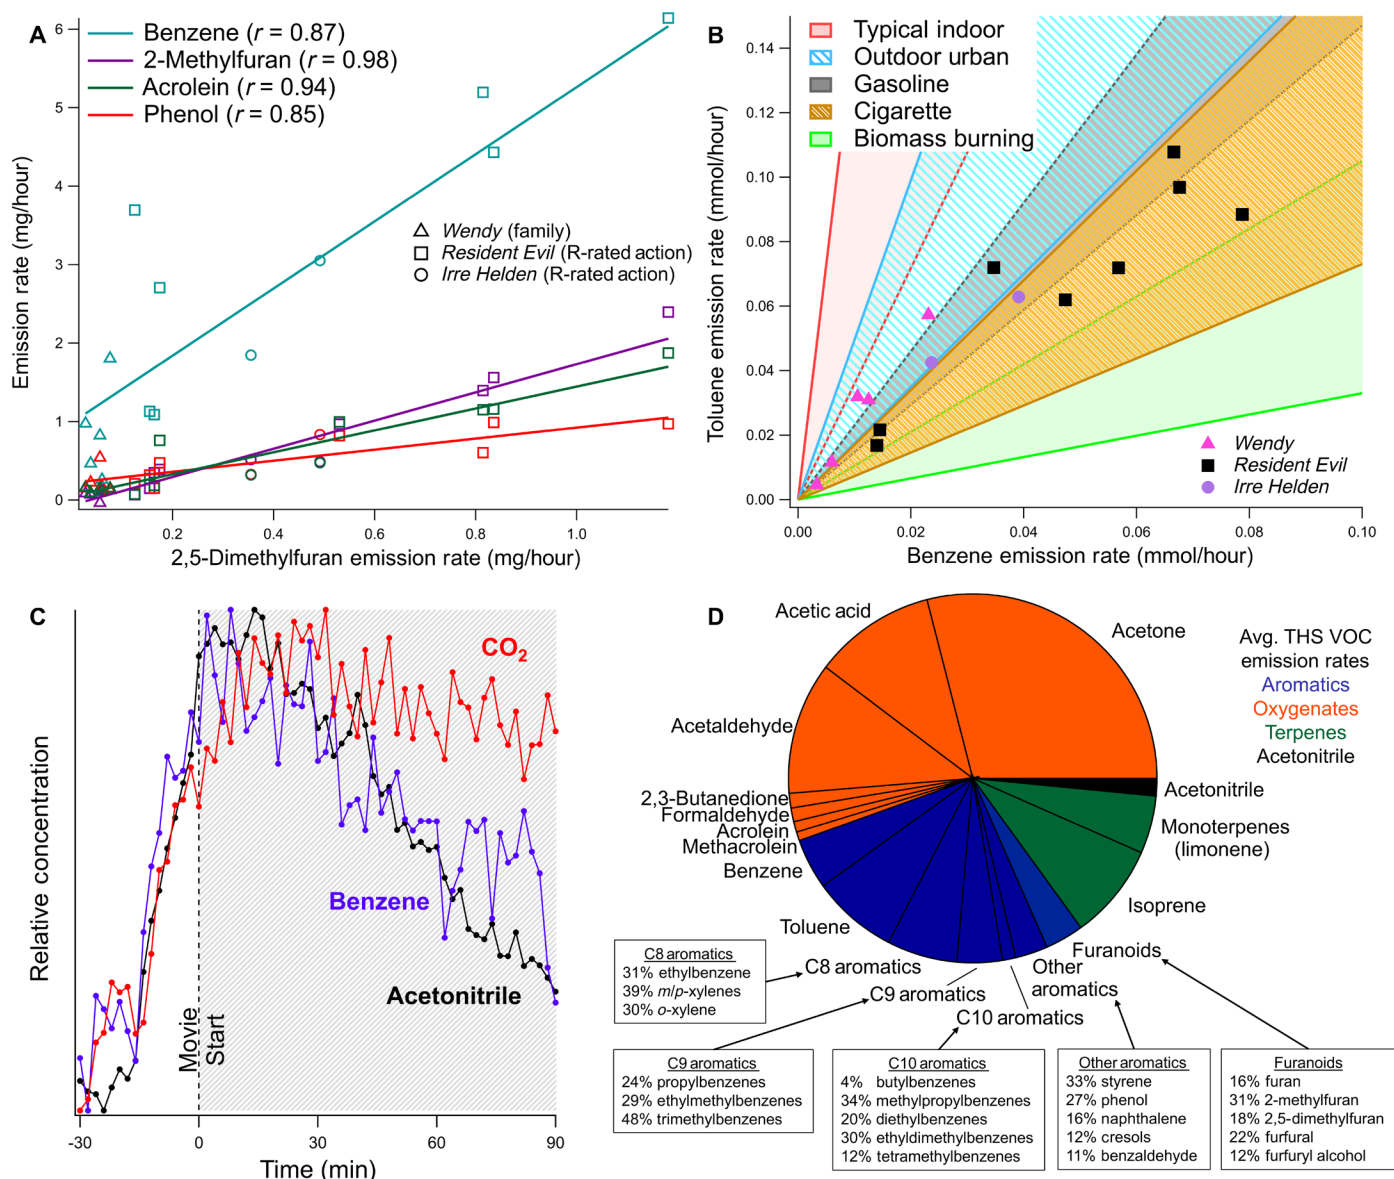 A
Benzene (r = 0.87)
2-Methylfuran (r = 0.98)
Acrolein (r = 0.94)
Phenol (r = 0.85)
Wendy (family)
Resident Evil (R-rated action)
Irre Helden (R-rated action)
Emission rate (mg/hour)
6
5
4
3
2
1
0
0.2
0.4
0.6
0.8
1.0
2,5-Dimethylfuran emission rate (mg/hour)
B
Typical indoor
Outdoor urban
Gasoline
Cigarette
Biomass burning
Toluene emission rate (mmol/hour)
0.14
0.12
0.10
0.08
0.06
0.04
0.02
0.00
Wendy
Resident Evil
Irre Helden
0.00
0.02
0.04
0.06
0.08
0.10
Benzene emission rate (mmol/hour)
C
Relative concentration
CO2
Benzene
Acetonitrile
Movie
Start
-30
0
30
60
90
Time (min)
D
Avg. THS VOC
emission rates
Aromatics
Oxygenates
Terpenes
Acetonitrile
Acetic acid
Acetone
Acetaldehyde
2,3-Butanedione
Formaldehyde
Acrolein
Methacrolein
Benzene
Toluene
C8 aromatics
C9 aromatics
C10 aromatics
Other
aromatics
Furanoids
Isoprene
Monoterpenes
(limonene)
Acetonitrile
C8 aromatics
31% ethylbenzene
39% m/p-xylenes
30% o-xylene
C9 aromatics
24% propylbenzenes
29% ethylmethylbenzenes
48% trimethylbenzenes
C10 aromatics
4% butylbenzenes
34% methylpropylbenzenes
20% diethylbenzenes
30% ethyldimethylbenzenes
12% tetramethylbenzenes
Other aromatics
33% styrene
27% phenol
16% naphthalene
12% cresols
11% benzaldehyde
Furanoids
16% furan
31% 2-methylfuran
18% 2,5-dimethylfuran
22% furfural
12% furfuryl alcohol